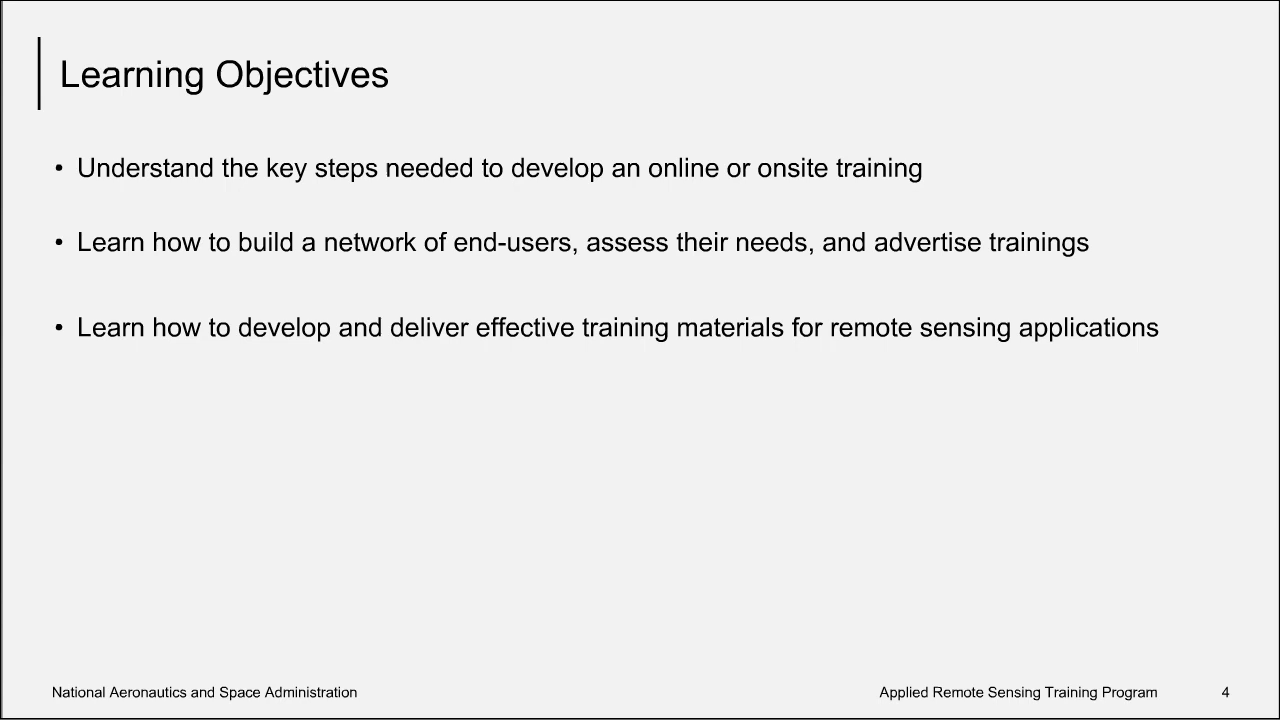 Learning Objectives
• Understand the key steps needed to develop an online or onsite training
• Learn how to build a network of end-users, assess their needs, and advertise trainings
• Learn how to develop and deliver effective training materials for remote sensing applications
National Aeronautics and Space Administration
Applied Remote Sensing Training Program
4